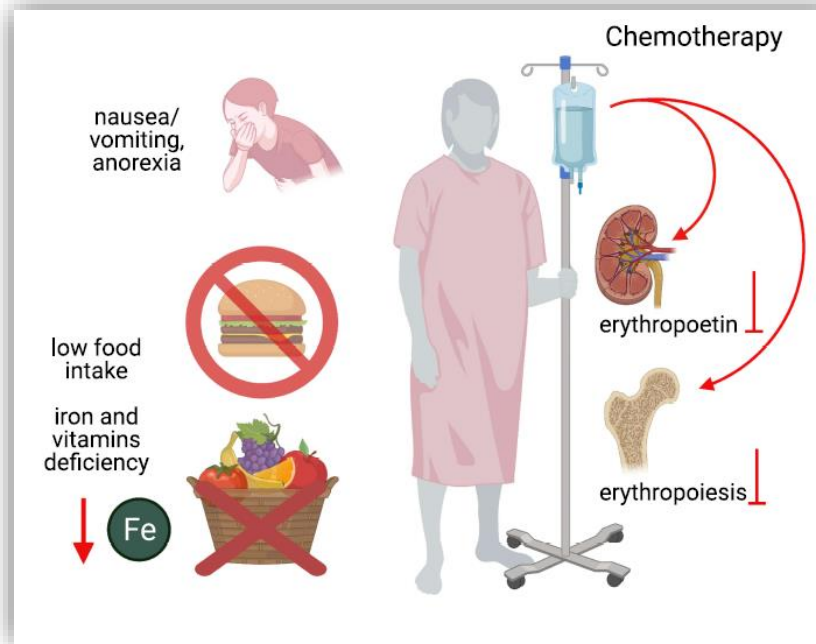 Chemotherapy
nausea/
vomiting,
anorexia
low food
intake
iron and
vitamins
deficiency
Fe
erythropoetin
erythropoiesis